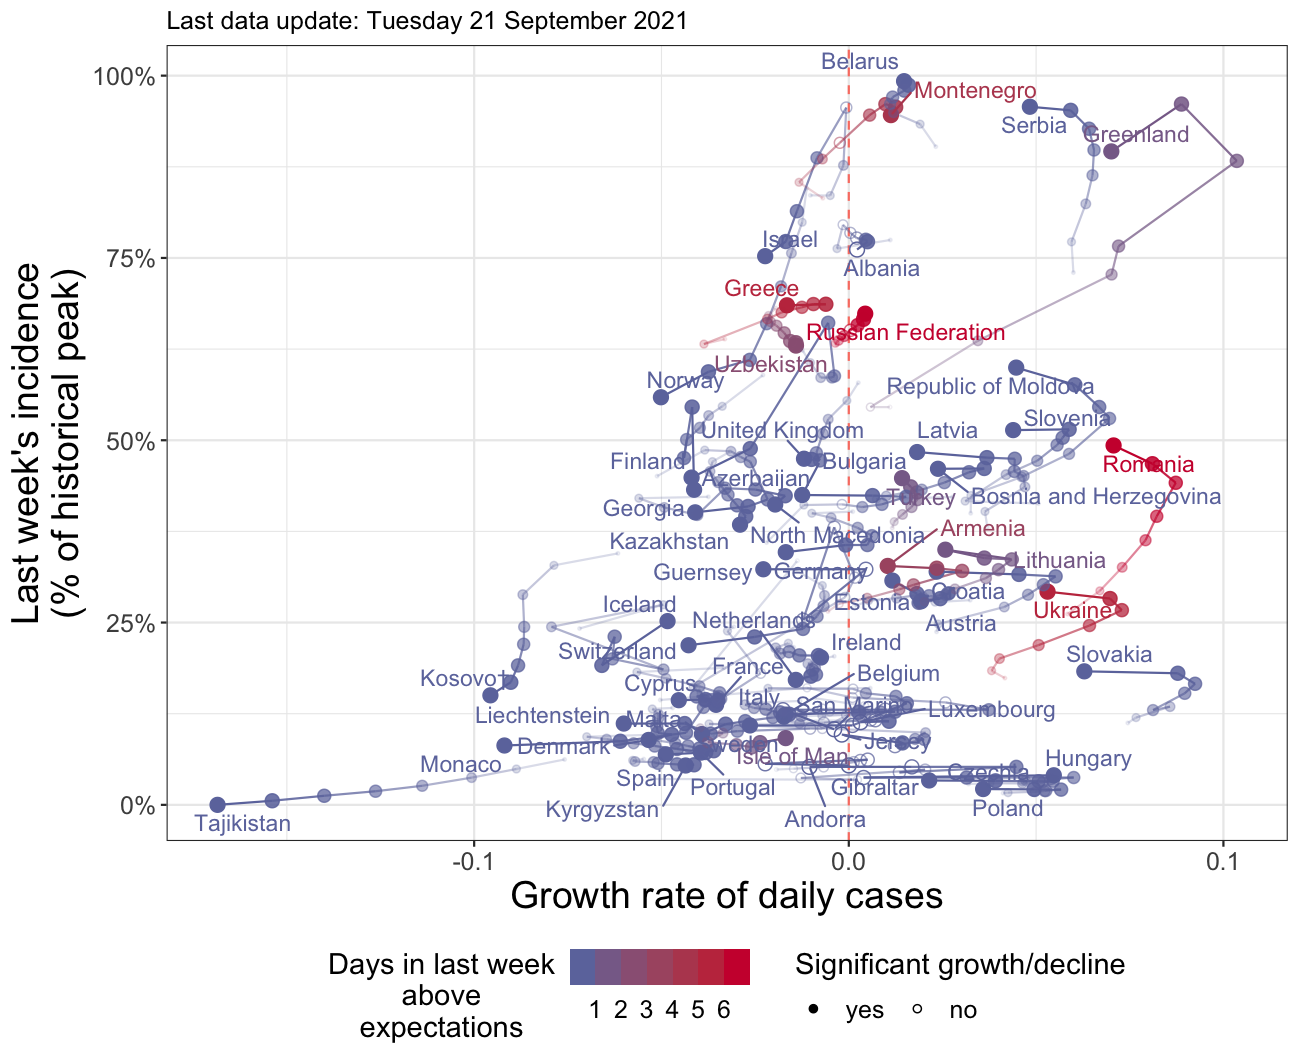 Last data update: Tuesday 21 September 2021
Last week's incidence
(% of historical peak)
100%
75%
50%
25%
0%
Belarus
Montenegro
Serbia
Greenland
Israel
Albania
Greece
Russian Federation
Uzbekistan
Norway
Republic of Moldova
Slovenia
United Kingdom
Latvia
Finland
Bulgaria
Romania
Azerbaijan
Turkey
Bosnia and Herzegovina
Georgia
Kazakhstan
North Macedonia
Armenia
Lithuania
Guernsey
Germany
Croatia
Iceland
Estonia
Ukraine
Netherlands
Austria
Switzerland
Ireland
Slovakia
France
Kosovo†
Cyprus
Belgium
Italy
San Marino
Luxembourg
Liechtenstein
Malta
Denmark
Sweden
Jersey
Isle of Man
Monaco
Hungary
Czechia
Spain
Portugal
Gibraltar
Kyrgyzstan
Andorra
Poland
Tajikistan
-0.1
0.0
0.1
Growth rate of daily cases
Days in last week
above
expectations
1 2 3 4 5 6
Significant growth/decline
yes
no